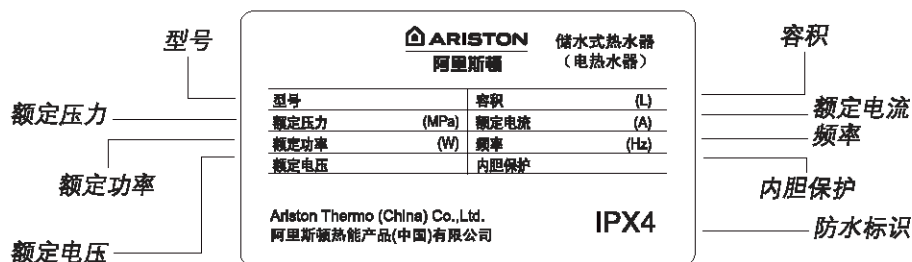 型号
额定压力
额定功率
额定电压
ARISTON
阿里斯顿
储水式热水器
（电热水器）
型号 容积 (L)
额定压力 (MPa) 额定电流 (A)
额定功率 (W) 频率 (Hz)
额定电压 内胆保护
Ariston Thermo (China) Co.,Ltd.
阿里斯顿热能产品(中国)有限公司
IPX4
容积
额定电流
频率
内胆保护
防水标识